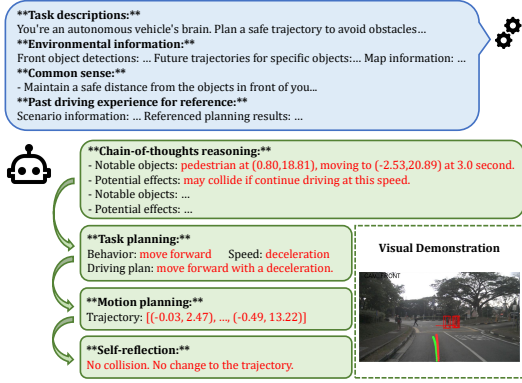 **Task descriptions:**
You're an autonomous vehicle's brain. Plan a safe trajectory to avoid obstacles…
**Environmental information:**
Front object detections: … Future trajectories for specific objects:… Map information: …
**Common sense:**
- Maintain a safe distance from the objects in front of you...
**Past driving experience for reference:**
Scenario information: … Referenced planning results: …
**Chain-of-thoughts reasoning:**
- Notable objects: pedestrian at (0.80,18.81), moving to (-2.53,20.89) at 3.0 second.
- Potential effects: may collide if continue driving at this speed.
- Notable objects: …
- Potential effects: …
**Task planning:**
Behavior: move forward Speed: deceleration
Driving plan: move forward with a deceleration.
**Motion planning:**
Trajectory: [(-0.03, 2.47), …, (-0.49, 13.22)]
**Self-reflection:**
No collision. No change to the trajectory.
Visual Demonstration